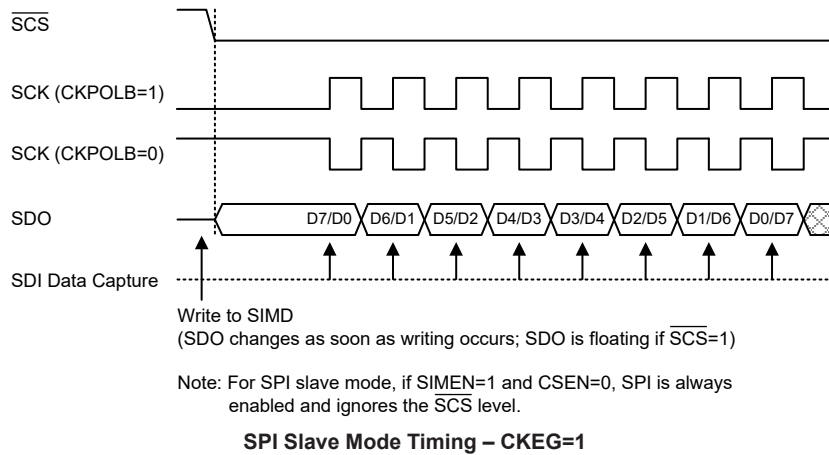 SCS
SCK (CKPOLB=1)
SCK (CKPOLB=0)
SDO D7/D0 D6/D1 D5/D2 D4/D3 D3/D4 D2/D5 D1/D6 D0/D7
SDI Data Capture
Write to SIMD
(SDO changes as soon as writing occurs; SDO is floating if SCS=1)
Note: For SPI slave mode, if SIMEN=1 and CSEN=0, SPI is always
enabled and ignores the SCS level.
SPI Slave Mode Timing – CKEG=1